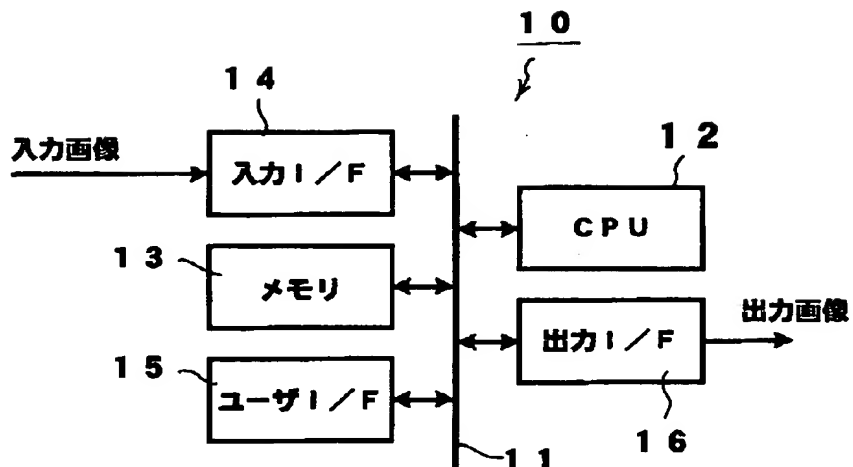 １０
１４
入力画像
入力Ｉ／Ｆ
１２
ＣＰＵ
１３
メモリ
出力画像
出力Ｉ／Ｆ
１５
ユーザＩ／Ｆ
１６
１１